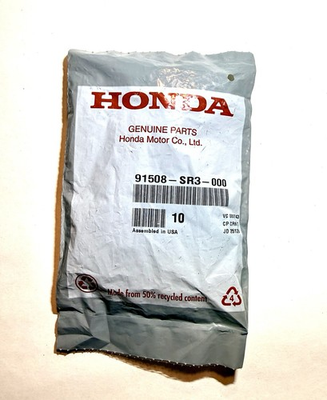 HONDA
GENUINE PARTS
Honda Motor Co., Ltd.
91508-SR3-000
10
Assembled in USA
Made from 50% recycled content
4